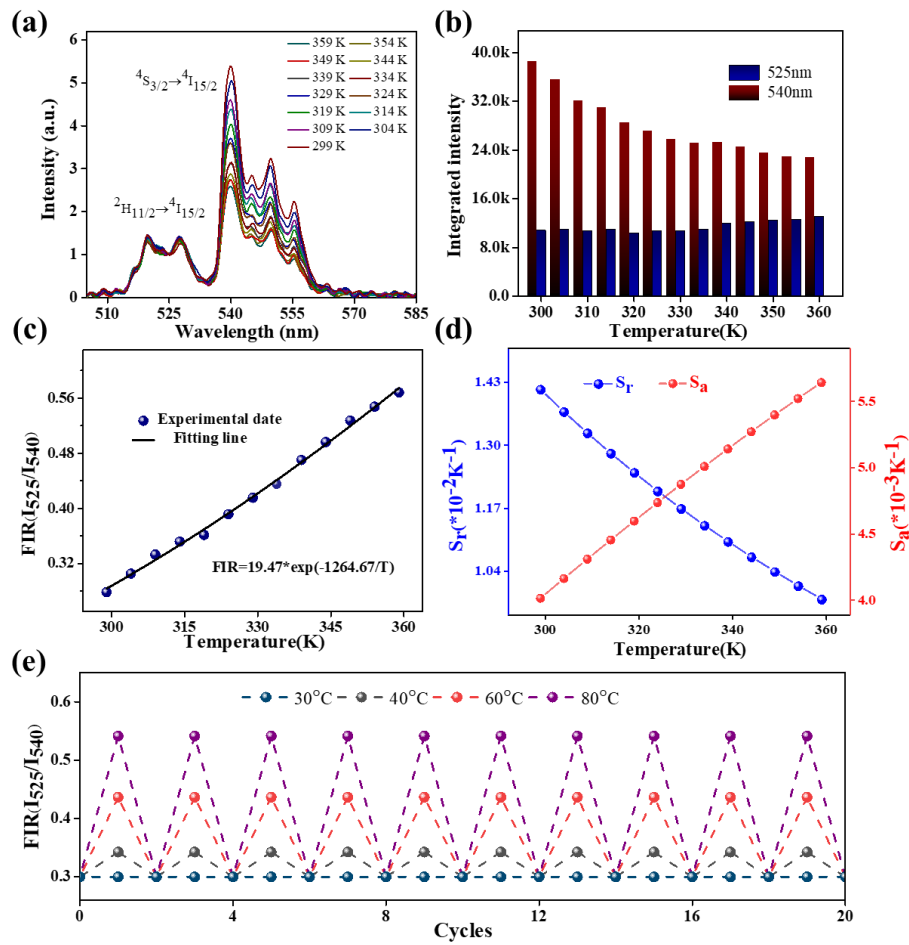 (a)
6
5
4
3
2
1
0
Intensity (a.u.)
⁴S₃/₂→⁴I₁₅/₂
²H₁₁/₂→⁴I₁₅/₂
359 K 354 K
349 K 344 K
339 K 334 K
329 K 324 K
319 K 314 K
309 K 304 K
299 K
510 525 540 555 570 585
Wavelength (nm)
(b)
40.0k
32.0k
24.0k
16.0k
8.0k
0.0
Integrated intensity
525nm
540nm
300 310 320 330 340 350 360
Temperature(K)
(c)
0.56
0.48
0.40
0.32
FIR(I₅₂₅/I₅₄₀)
Experimental date
Fitting line
FIR=19.47*exp(-1264.67/T)
300 315 330 345 360
Temperature(K)
(d)
1.43
1.30
1.17
1.04
Sᵣ(*10⁻²K⁻¹)
Sᵣ Sₐ
5.5
5.0
4.5
4.0
Sₐ(*10⁻³K⁻¹)
300 320 340 360
Temperature(K)
(e)
0.6
0.5
0.4
0.3
FIR(I₅₂₅/I₅₄₀)
30°C 40°C 60°C 80°C
0 4 8 12 16 20
Cycles